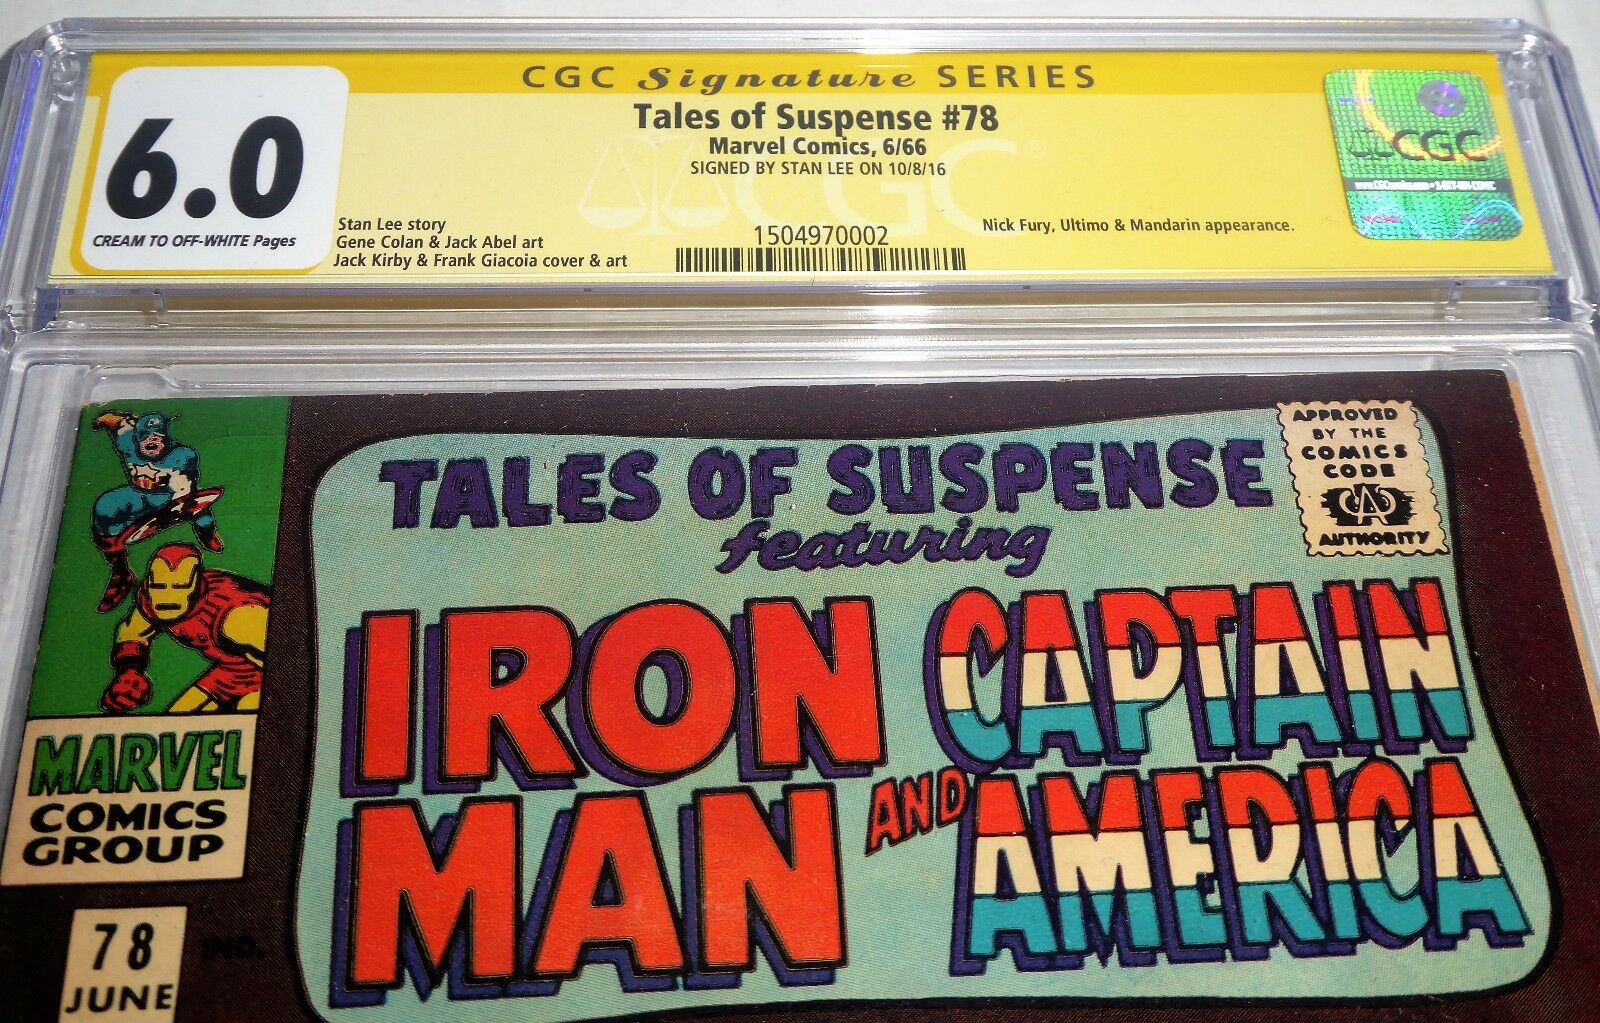 CGC Signature SERIES
Tales of Suspense #78
Marvel Comics, 6/66
SIGNED BY STAN LEE ON 10/8/16
6.0
CREAM TO OFF-WHITE Pages
Stan Lee story
Gene Colan & Jack Abel art
Jack Kirby & Frank Giacoia cover & art
1504970002
Nick Fury, Ultimo & Mandarin appearance.
CGC
CGC
TALES OF SUSPENSE
featuring
IRON MAN
AND
CAPTAIN AMERICA
APPROVED
BY THE
COMICS
CODE
CA
AUTHORITY
MARVEL
COMICS
GROUP
78
IND.
JUNE